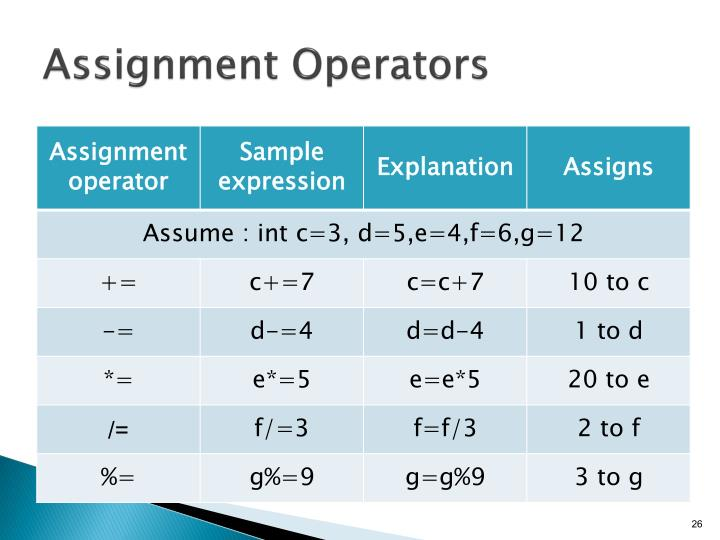 Assignment Operators
Assignment operator Sample expression Explanation Assigns
Assume : int c=3, d=5,e=4,f=6,g=12
+= c+=7 c=c+7 10 to c
-= d-=4 d=d-4 1 to d
*= e*=5 e=e*5 20 to e
/= f/=3 f=f/3 2 to f
%= g%=9 g=g%9 3 to g
26